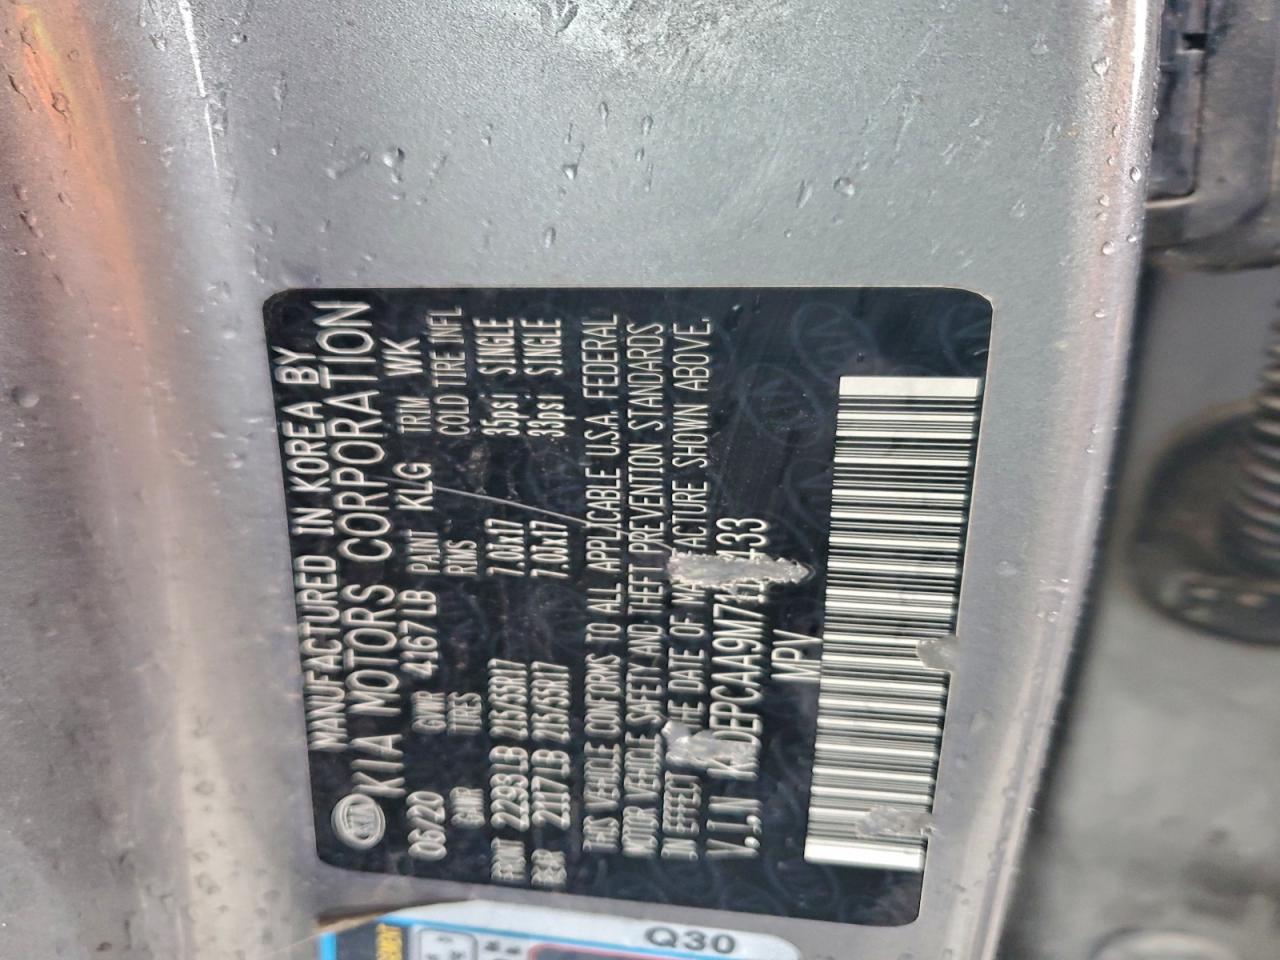 MANUFACTURED IN KOREA BY
KIA MOTORS CORPORATION
06/20 GVWR 4167LB PAINT KLG TRIM WK
GAWR TIRES RIMS COLD TIRE INFL
FRNT 2293LB 215/55R17 7.0Jx17 35psi SINGLE
REAR 2117LB 215/55R17 7.0Jx17 33psi SINGLE
THIS VEHICLE CONFORMS TO ALL APPLICABLE U.S.A. FEDERAL
MOTOR VEHICLE SAFETY AND THEFT PREVENTION STANDARDS
IN EFFECT THE DATE OF SHOWN ABOVE.
V.I.N
MPV
Q30